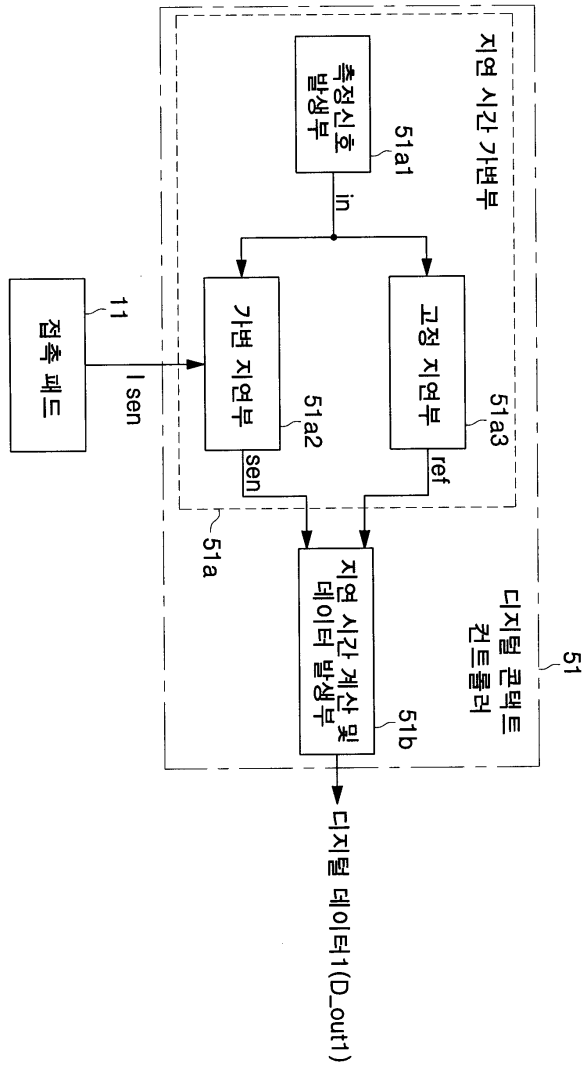 51
디지털 콘택트
컨트롤러
지연 시간 가변부
51a1
측정신호
발생부
in
51a3
고정 지연부
ref
51a2
가변 지연부
sen
51a
11
접촉 패드
I sen
51b
지연 시간 계산 및
데이터 발생부
디지털 데이터1(D_out1)